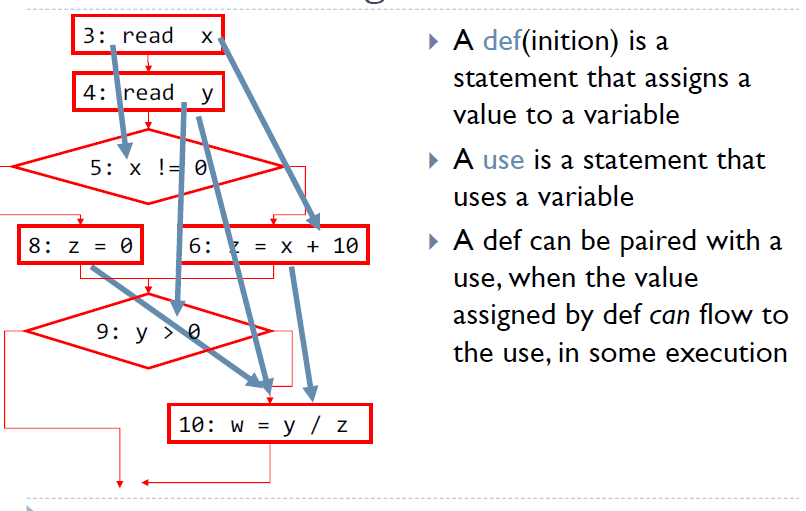 3: read x
4: read y
5: x != 0
8: z = 0
6: z = x + 10
9: y > 0
10: w = y / z
A def(inition) is a
statement that assigns a
value to a variable
A use is a statement that
uses a variable
A def can be paired with a
use, when the value
assigned by def can flow to
the use, in some execution